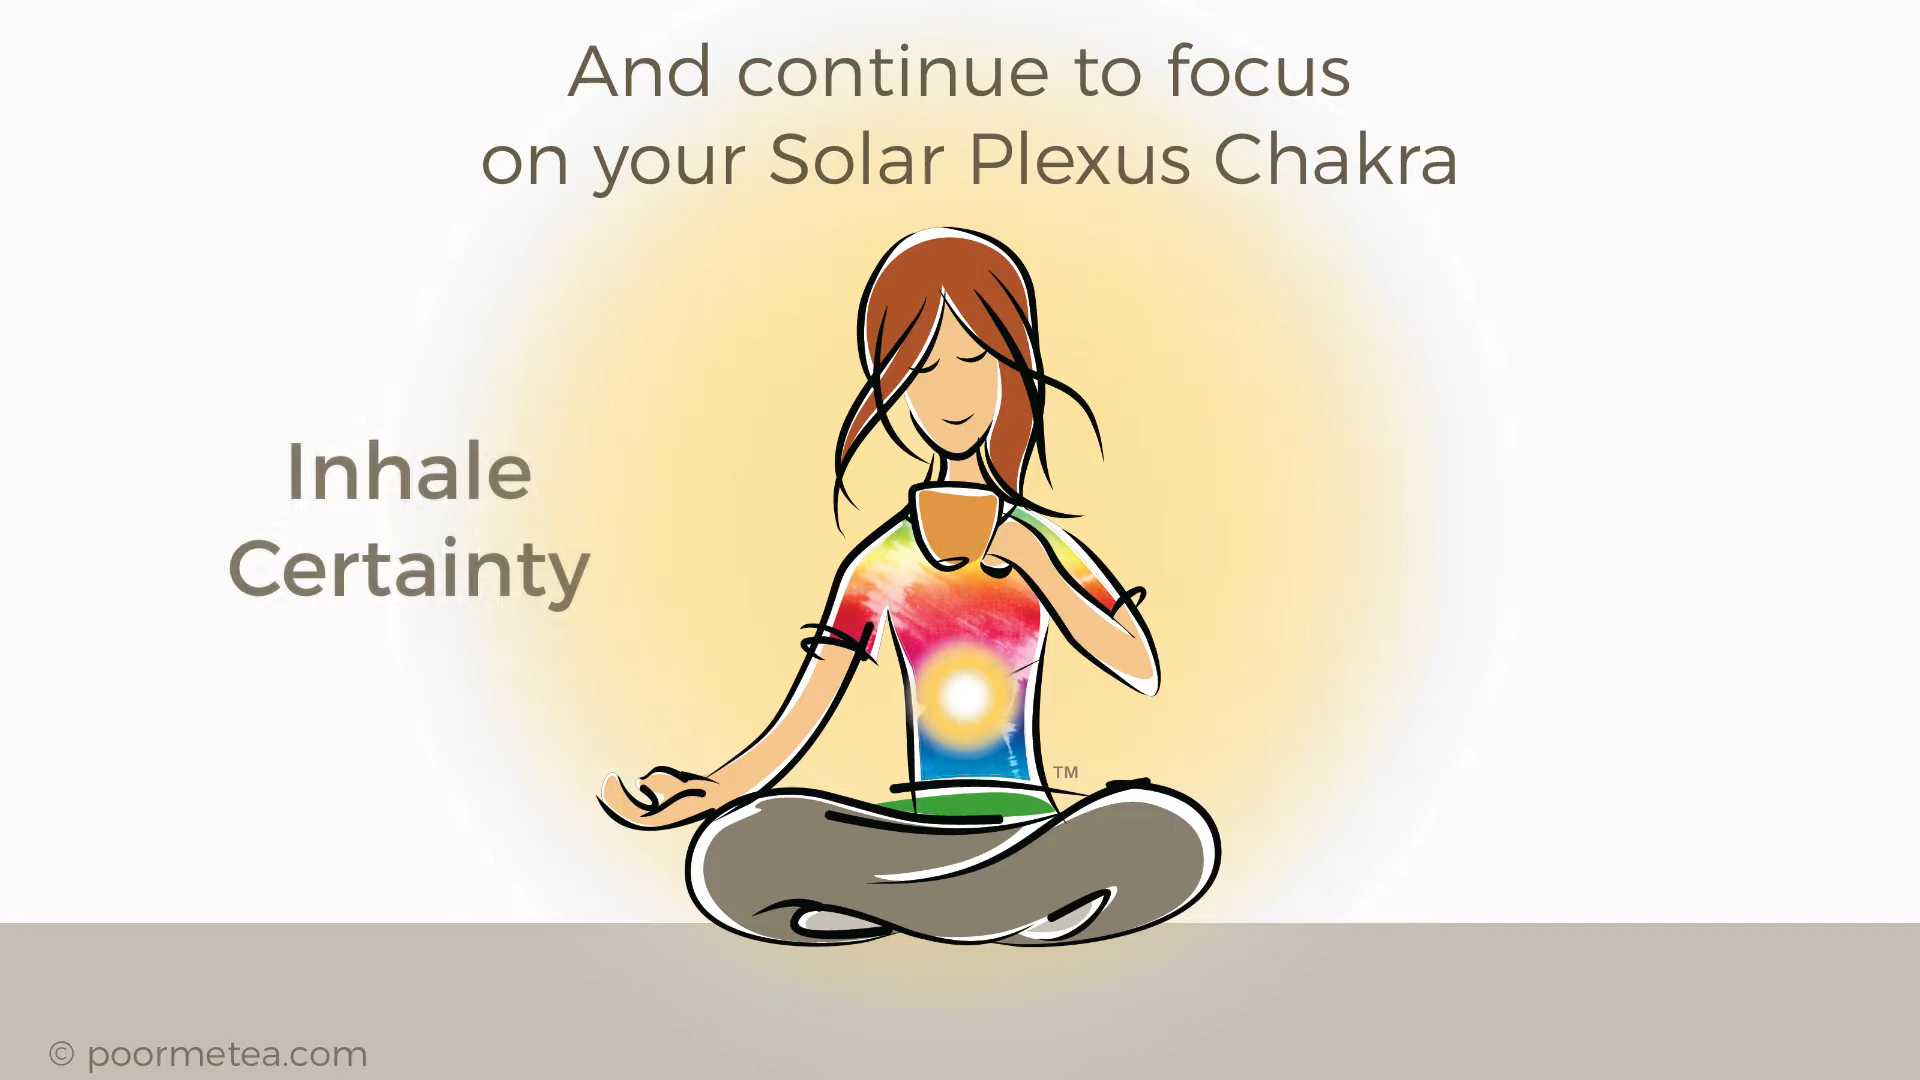 And continue to focus
on your Solar Plexus Chakra
Inhale
Certainty
TM
© poormetea.com